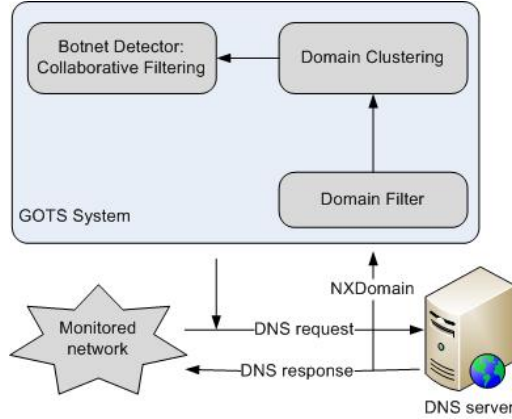 Botnet Detector:
Collaborative Filtering
Domain Clustering
Domain Filter
GOTS System
NXDomain
Monitored
network
DNS request
DNS response
DNS server